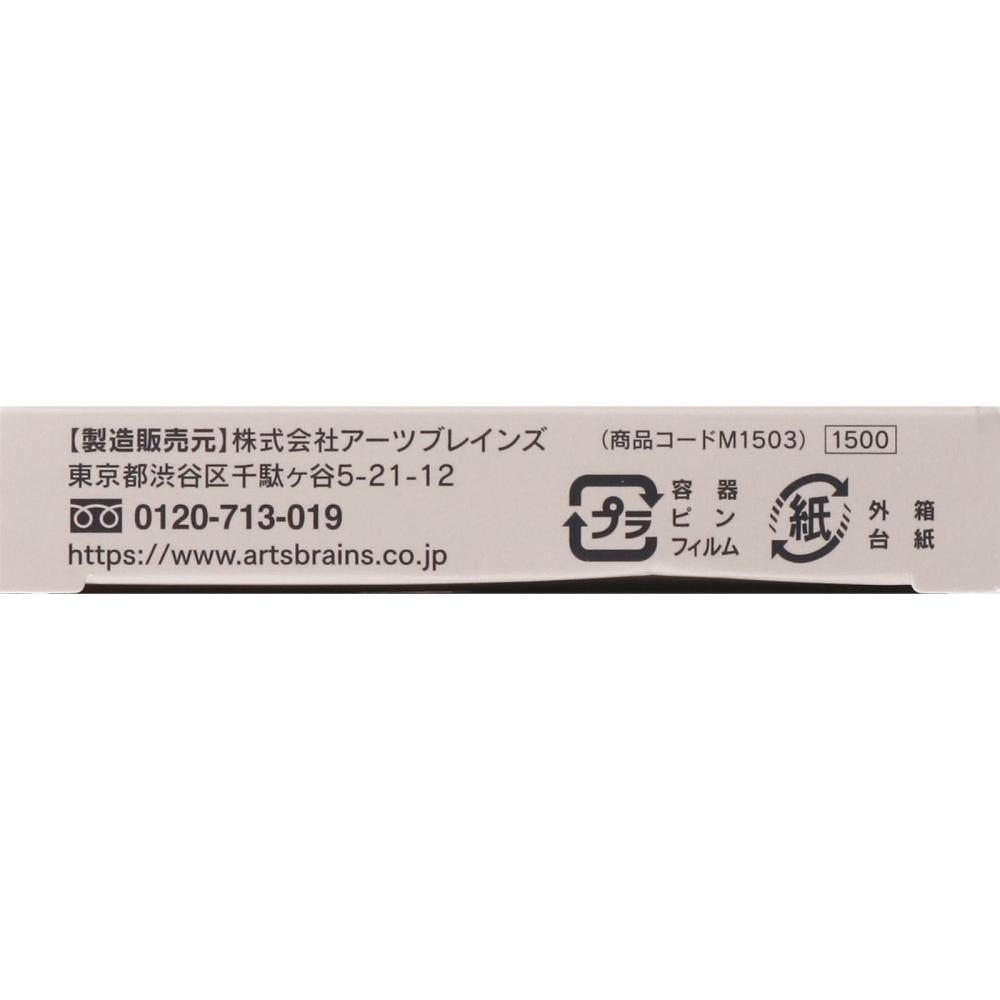 【製造販売元】株式会社アーツブレインズ
東京都渋谷区千駄ヶ谷5-21-12
0120-713-019
https://www.artsbrains.co.jp
（商品コードM1503） 1500
プラ
容器
ピン
フィルム
紙
外箱
台紙